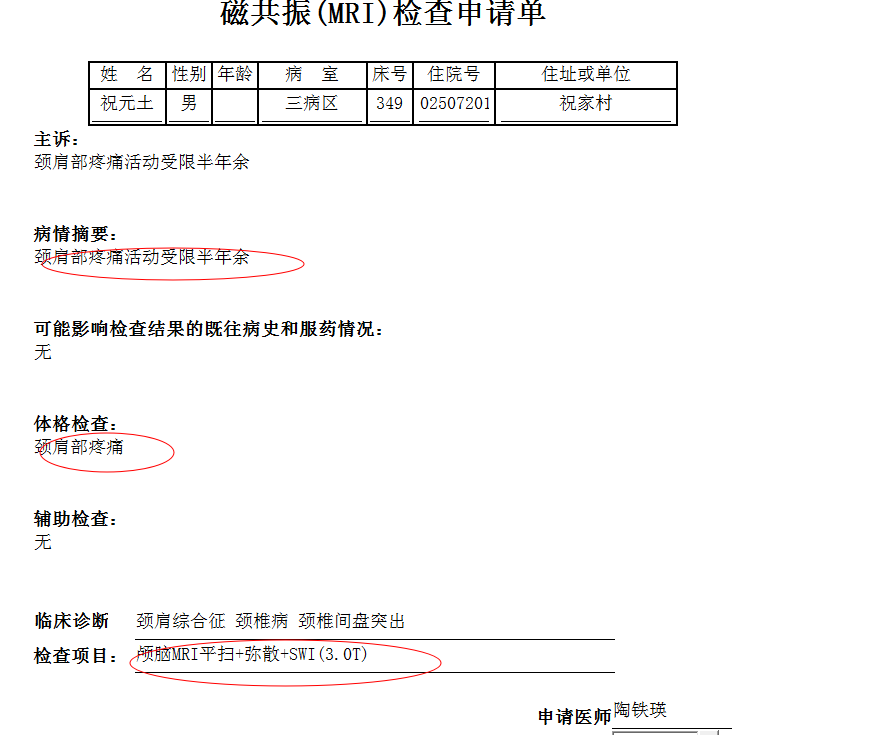 磁共振(MRI)检查申请单
姓 名 性别 年龄 病 室 床号 住院号 住址或单位
祝元土 男 三病区 349 02507201 祝家村
主诉：
颈肩部疼痛活动受限半年余
病情摘要：
颈肩部疼痛活动受限半年余
可能影响检查结果的既往病史和服药情况：
无
体格检查：
颈肩部疼痛
辅助检查：
无
临床诊断 颈肩综合征 颈椎病 颈椎间盘突出
检查项目： 颅脑MRI平扫+弥散+SWI(3.0T)
申请医师 陶铁瑛